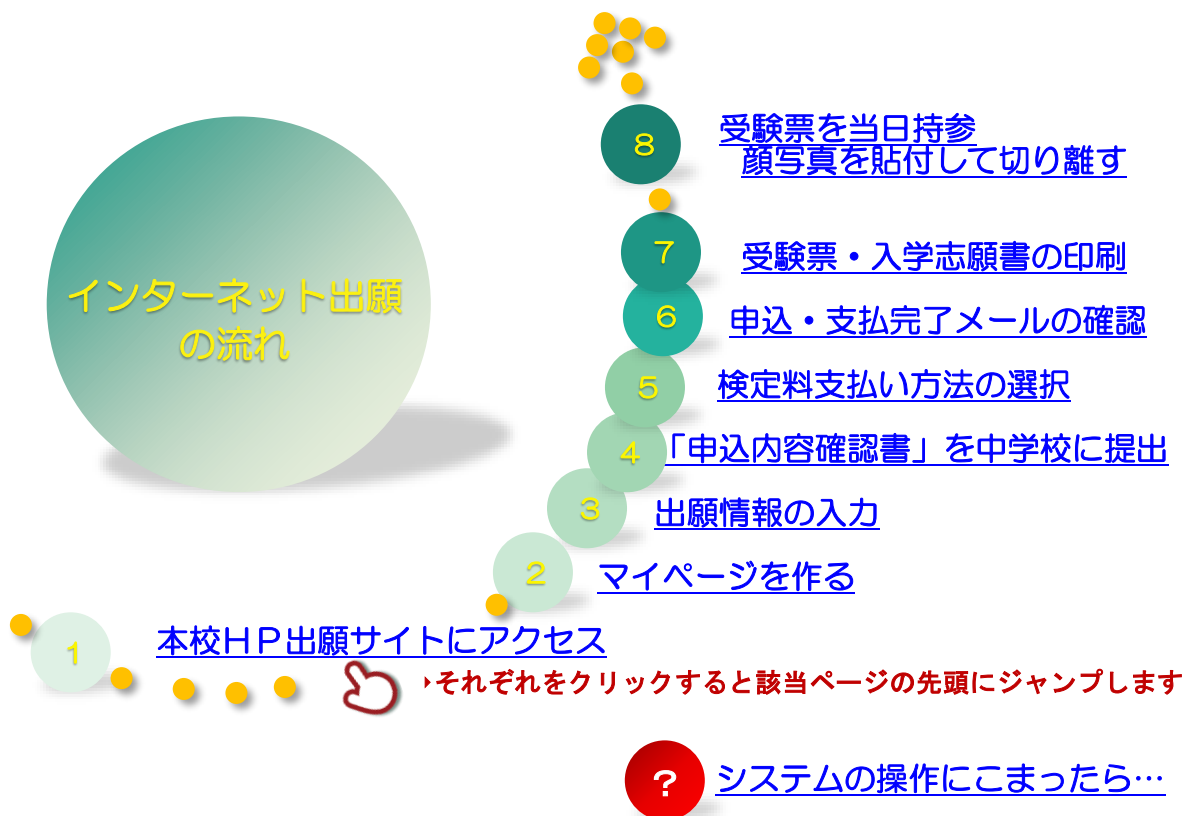 インターネット出願
の流れ
8
受験票を当日持参
顔写真を貼付して切り離す
7
受験票・入学志願書の印刷
6
申込・支払完了メールの確認
5
検定料支払い方法の選択
4
「申込内容確認書」を中学校に提出
3
出願情報の入力
2
マイページを作る
1
本校ＨＰ出願サイトにアクセス
それぞれをクリックすると該当ページの先頭にジャンプします
?
システムの操作にこまったら…